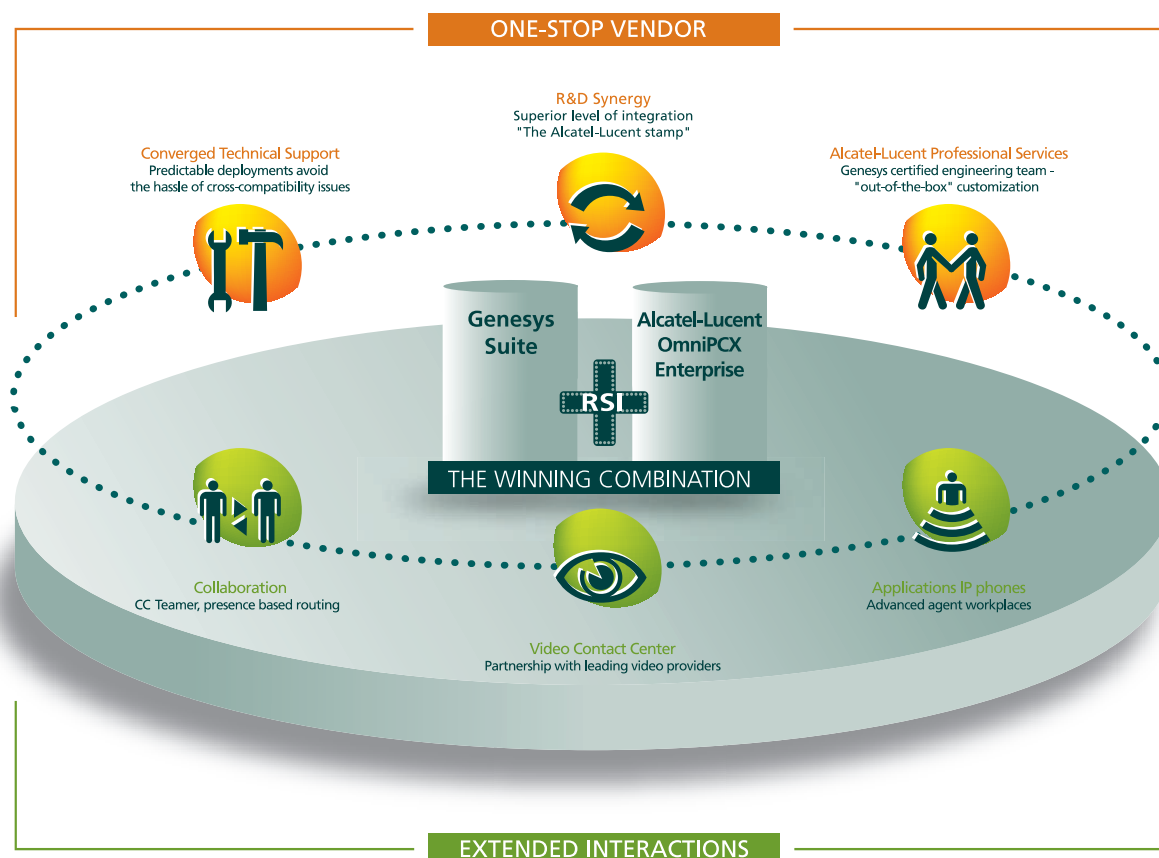 ONE-STOP VENDOR
R&D Synergy
Superior level of integration
"The Alcatel-Lucent stamp"
Converged Technical Support
Predictable deployments avoid
the hassle of cross-compatibility issues
Alcatel-Lucent Professional Services
Genesys certified engineering team -
"out-of-the-box" customization
Genesys
Suite
Alcatel-Lucent
OmniPCX
Enterprise
RSI
THE WINNING COMBINATION
Collaboration
CC Teamer, presence based routing
Applications IP phones
Advanced agent workplaces
Video Contact Center
Partnership with leading video providers
EXTENDED INTERACTIONS